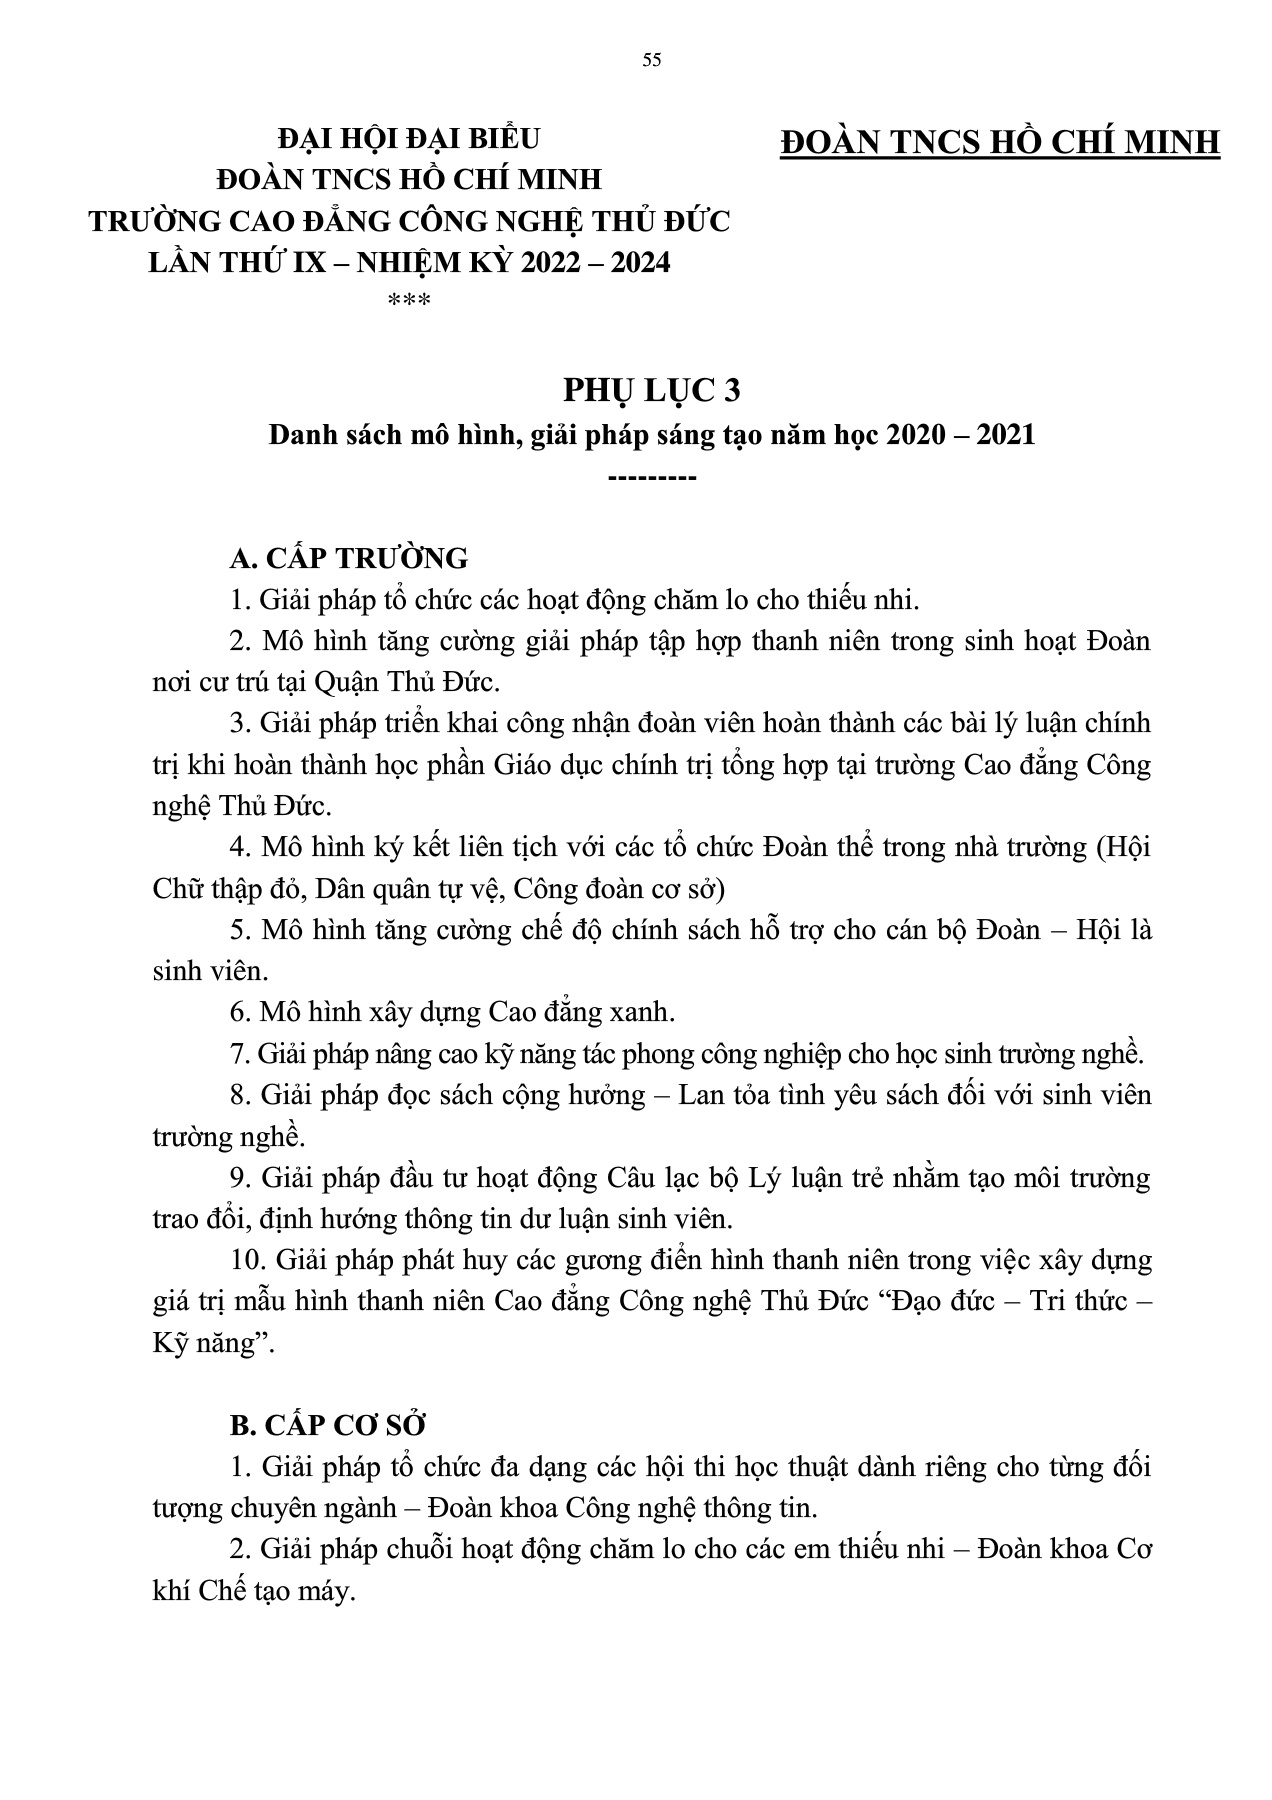 55
ĐẠI HỘI ĐẠI BIỂU
ĐOÀN TNCS HỒ CHÍ MINH
TRƯỜNG CAO ĐẲNG CÔNG NGHỆ THỦ ĐỨC
LẦN THỨ IX – NHIỆM KỲ 2022 – 2024
***
ĐOÀN TNCS HỒ CHÍ MINH
PHỤ LỤC 3
Danh sách mô hình, giải pháp sáng tạo năm học 2020 – 2021
---------
A. CẤP TRƯỜNG
1. Giải pháp tổ chức các hoạt động chăm lo cho thiếu nhi.
2. Mô hình tăng cường giải pháp tập hợp thanh niên trong sinh hoạt Đoàn
nơi cư trú tại Quận Thủ Đức.
3. Giải pháp triển khai công nhận đoàn viên hoàn thành các bài lý luận chính
trị khi hoàn thành học phần Giáo dục chính trị tổng hợp tại trường Cao đẳng Công
nghệ Thủ Đức.
4. Mô hình ký kết liên tịch với các tổ chức Đoàn thể trong nhà trường (Hội
Chữ thập đỏ, Dân quân tự vệ, Công đoàn cơ sở)
5. Mô hình tăng cường chế độ chính sách hỗ trợ cho cán bộ Đoàn – Hội là
sinh viên.
6. Mô hình xây dựng Cao đẳng xanh.
7. Giải pháp nâng cao kỹ năng tác phong công nghiệp cho học sinh trường nghề.
8. Giải pháp đọc sách cộng hưởng – Lan tỏa tình yêu sách đối với sinh viên
trường nghề.
9. Giải pháp đầu tư hoạt động Câu lạc bộ Lý luận trẻ nhằm tạo môi trường
trao đổi, định hướng thông tin dư luận sinh viên.
10. Giải pháp phát huy các gương điển hình thanh niên trong việc xây dựng
giá trị mẫu hình thanh niên Cao đẳng Công nghệ Thủ Đức “Đạo đức – Tri thức –
Kỹ năng”.
B. CẤP CƠ SỞ
1. Giải pháp tổ chức đa dạng các hội thi học thuật dành riêng cho từng đối
tượng chuyên ngành – Đoàn khoa Công nghệ thông tin.
2. Giải pháp chuỗi hoạt động chăm lo cho các em thiếu nhi – Đoàn khoa Cơ
khí Chế tạo máy.